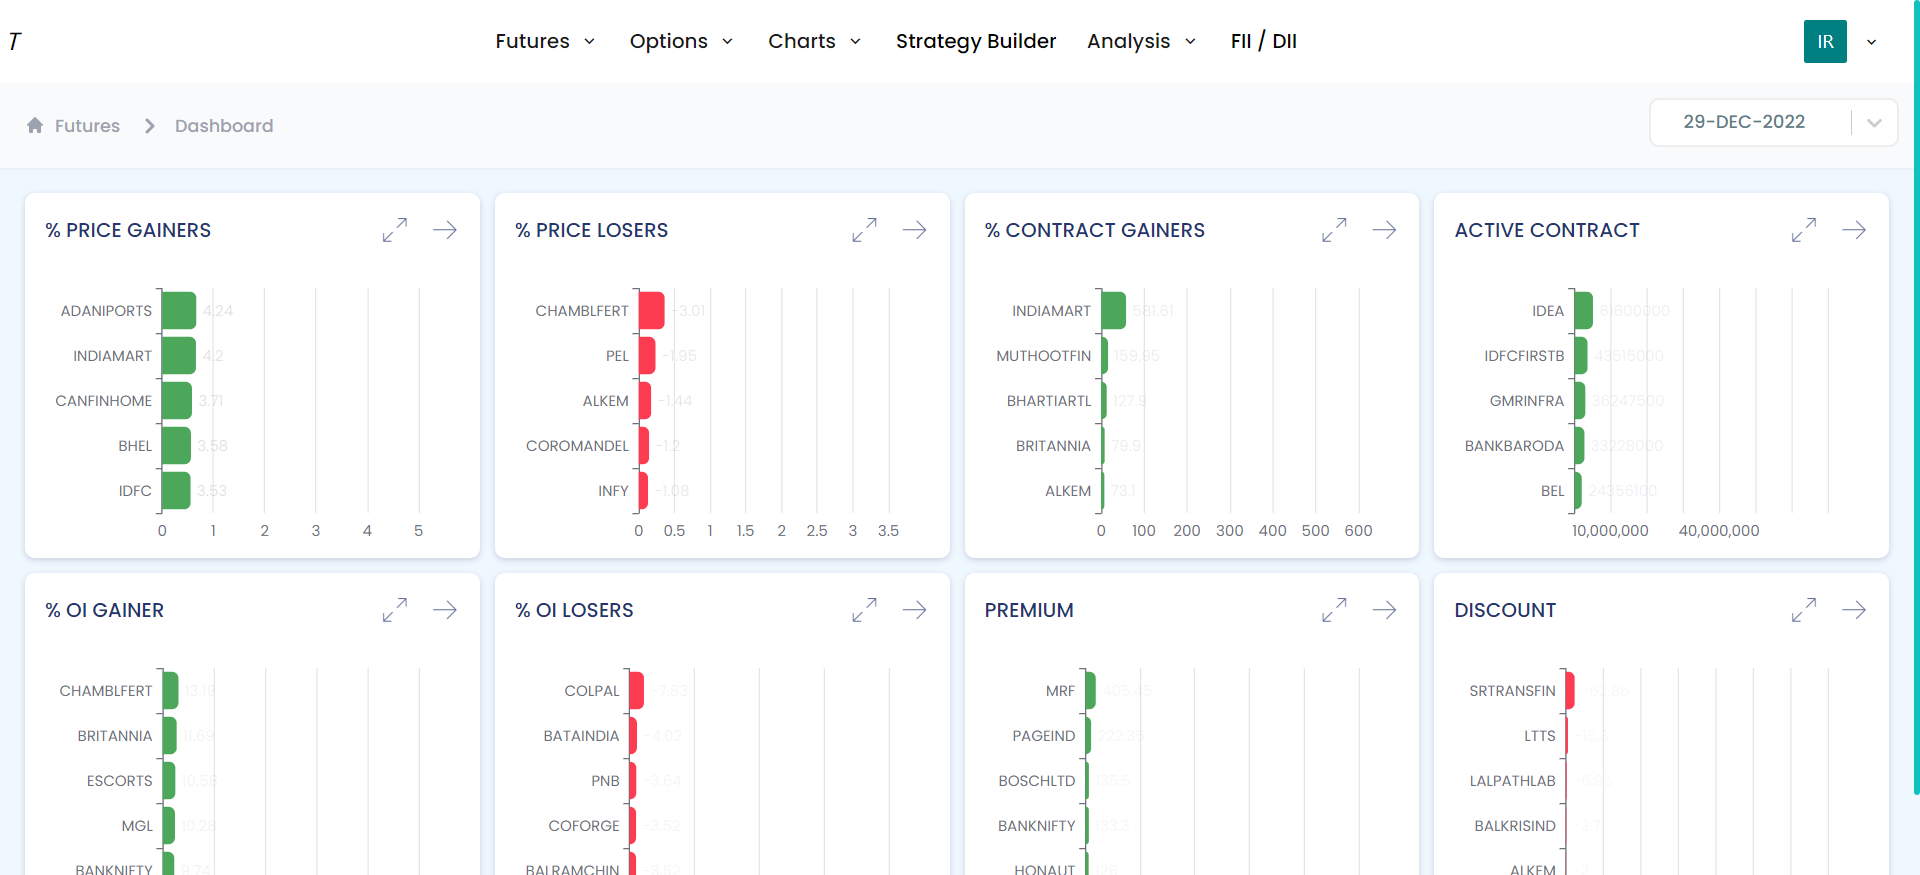 T
Futures Options Charts Strategy Builder Analysis FII / DII
IR
Futures Dashboard
29-DEC-2022
% PRICE GAINERS
ADANIPORTS 4.24
INDIAMART 4.2
CANFINHOME 3.71
BHEL 3.58
IDFC 3.53
0 1 2 3 4 5
% PRICE LOSERS
CHAMBLFERT -3.01
PEL -1.95
ALKEM -1.44
COROMANDEL -1.2
INFY -1.08
0 0.5 1 1.5 2 2.5 3 3.5
% CONTRACT GAINERS
INDIAMART 581.61
MUTHOOTFIN 159.95
BHARTIARTL 127.9
BRITANNIA 79.9
ALKEM 73.1
0 100 200 300 400 500 600
ACTIVE CONTRACT
IDEA 61600000
IDFCFIRSTB 43515000
GMRINFRA 36247500
BANKBARODA 33228000
BEL 24356100
10,000,000 40,000,000
% OI GAINER
CHAMBLFERT 13.19
BRITANNIA 11.69
ESCORTS 10.59
MGL 10.28
BANKNIFTY 9.74
% OI LOSERS
COLPAL -7.83
BATAINDIA -4.02
PNB -3.64
COFORGE -3.52
BALRAMCHIN -3.52
PREMIUM
MRF 405.45
PAGEIND 222.35
BOSCHLTD 135.5
BANKNIFTY 133.3
HONAUT 126
DISCOUNT
SRTRANSFIN
LTTS
LALPATHLAB
BALKRISIND
ALKEM